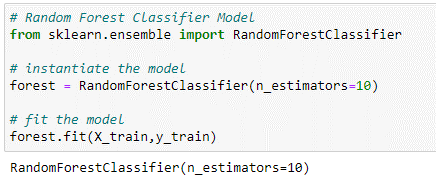 # Random Forest Classifier Model
from sklearn.ensemble import RandomForestClassifier
# instantiate the model
forest = RandomForestClassifier(n_estimators=10)
# fit the model
forest.fit(X_train,y_train)
RandomForestClassifier(n_estimators=10)